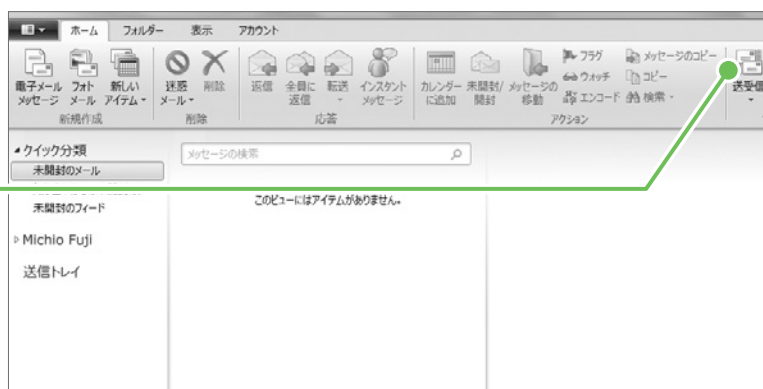 ホーム フォルダー 表示 アカウント
電子メール メッセージ
フォト メール
新しい アイテム
迷惑 メール
削除
返信
全員に 返信
転送
インスタント メッセージ
カレンダー に追加
未開封/ 開封
メッセージの 移動
フラグ
ウォッチ
エンコード
メッセージのコピー
コピー
検索
送受信
新規作成
削除
応答
アクション
クイック分類
未開封のメール
未開封のフィード
Michio Fuji
送信トレイ
メッセージの検索
このビューにはアイテムがありません。